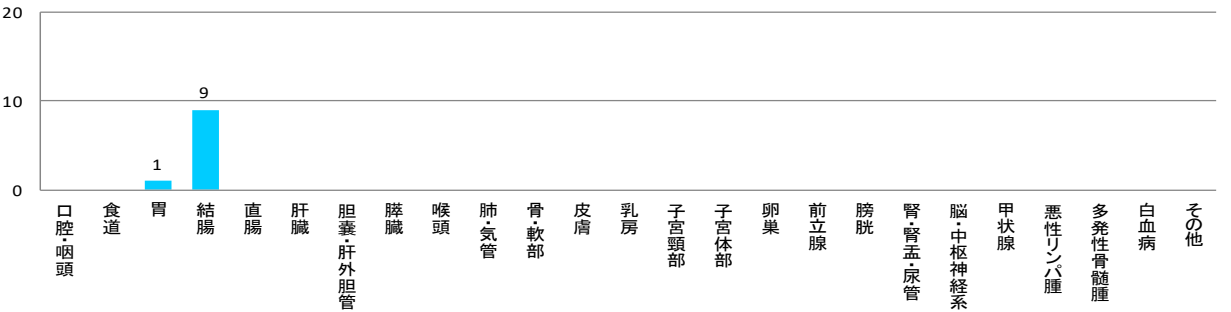 20
10
0
1
9
口腔・咽頭
食道
胃
結腸
直腸
肝臓
胆嚢・肝外胆管
膵臓
喉頭
肺・気管
骨・軟部
皮膚
乳房
子宮頸部
子宮体部
卵巣
前立腺
膀胱
腎・腎盂・尿管
脳・中枢神経系
甲状腺
悪性リンパ腫
多発性骨髄腫
白血病
その他